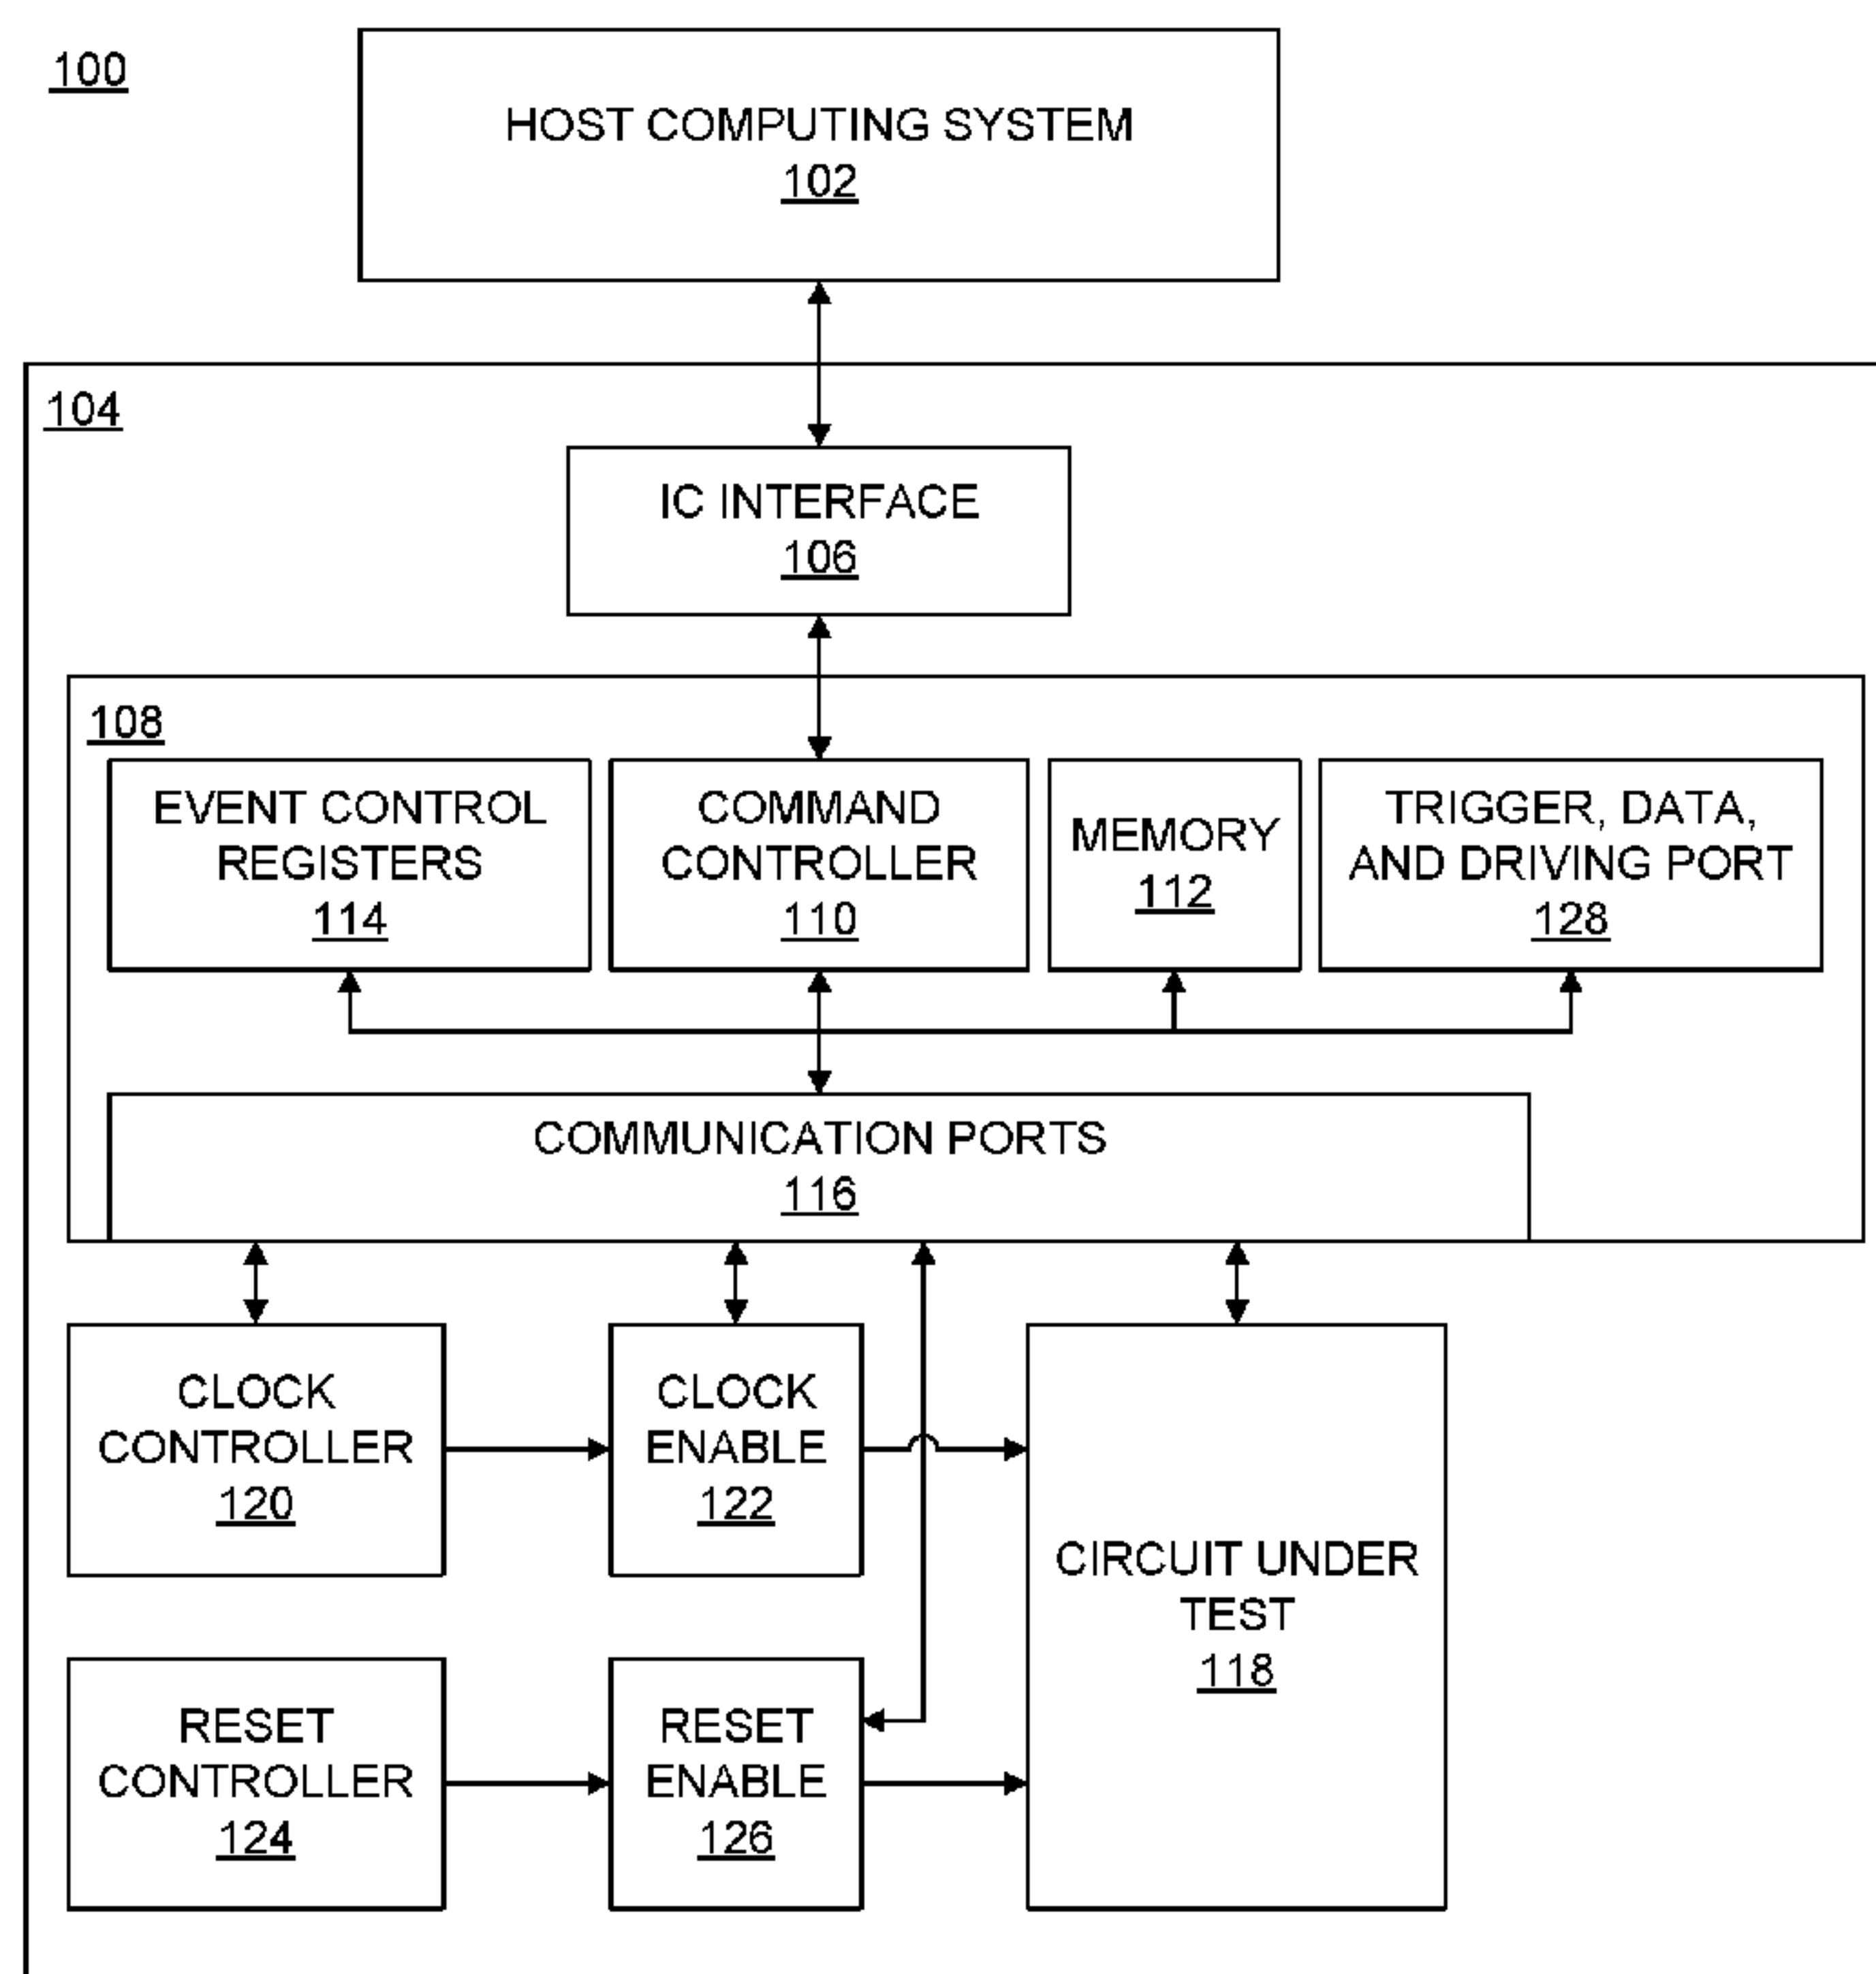 100
HOST COMPUTING SYSTEM
102
104
IC INTERFACE
106
108
EVENT CONTROL
REGISTERS
114
COMMAND
CONTROLLER
110
MEMORY
112
TRIGGER, DATA,
AND DRIVING PORT
128
COMMUNICATION PORTS
116
CLOCK
CONTROLLER
120
CLOCK
ENABLE
122
CIRCUIT UNDER
TEST
118
RESET
CONTROLLER
124
RESET
ENABLE
126